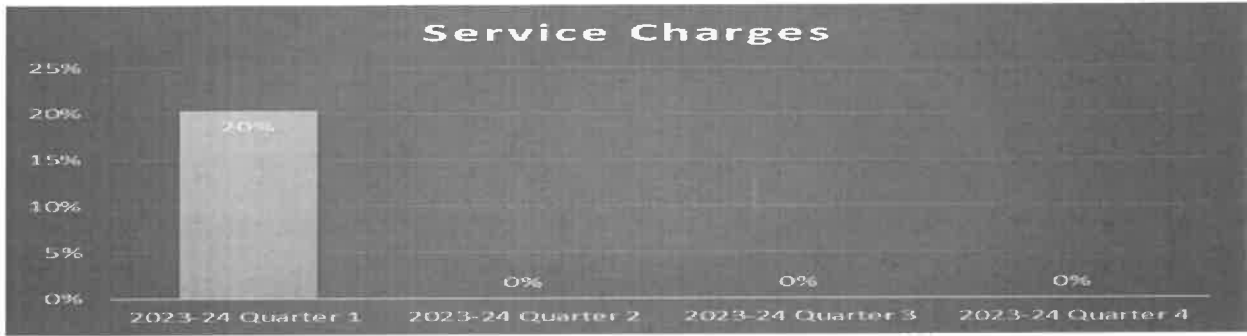 Service Charges
25%
20%
20%
15%
10%
5%
0%
0%
0%
0%
2023-24 Quarter 1
2023-24 Quarter 2
2023-24 Quarter 3
2023-24 Quarter 4